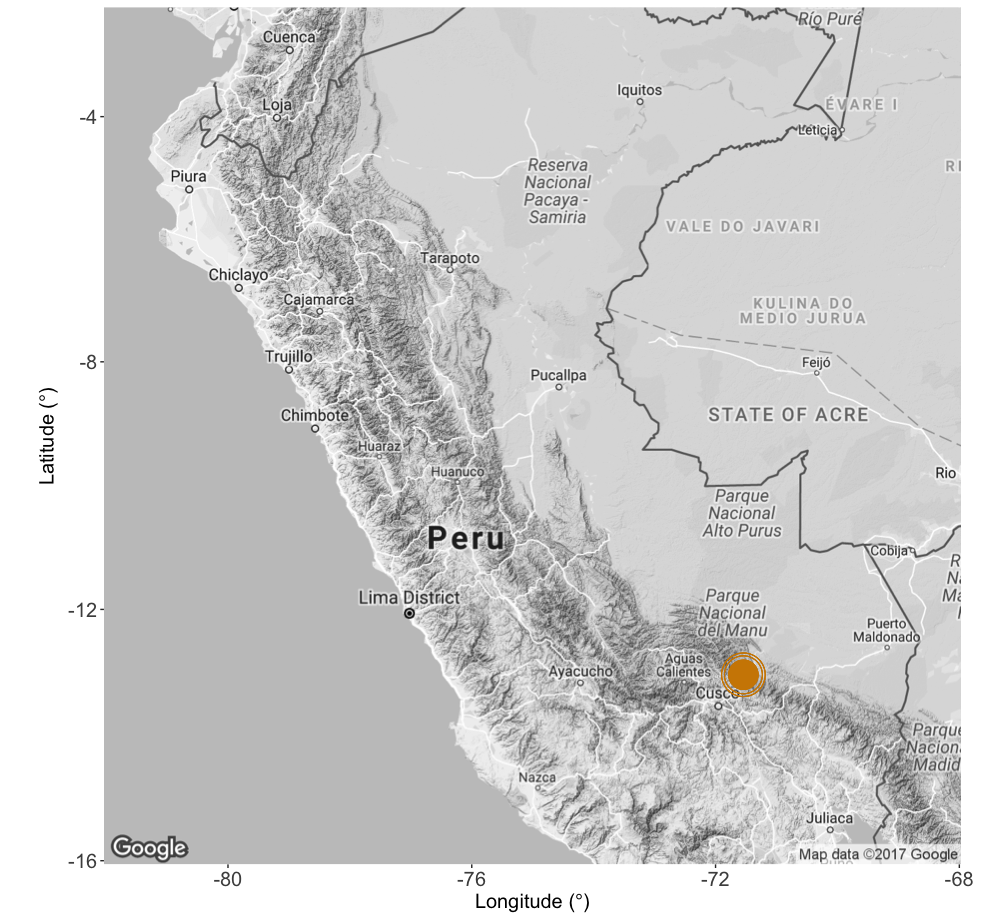 Río Puré
Cuenca
Iquitos
-4
Loja
ÉVARE I
Leticia
Reserva
Nacional
Pacaya -
Samiria
Piura
VALE DO JAVARI
Tarapoto
Chiclayo
Cajamarca
KULINA DO
MEDIO JURUA
Trujillo
-8
Feijó
Pucallpa
Chimbote
STATE OF ACRE
Huaraz
Huanuco
Rio
Parque
Nacional
Alto Purus
Peru
Cobija
Lima District
-12
Parque
Nacional
del Manu
Puerto
Maldonado
Aguas
Calientes
Ayacucho
Cusco
Parque
Nacion
Madid
Nazca
Juliaca
Google
Map data ©2017 Google
-16
-80
-76
-72
-68
Longitude (°)
Latitude (°)